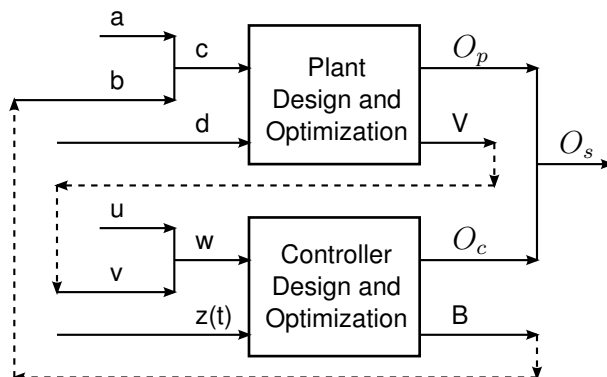 a
c
b
d
Plant
Design and
Optimization
O_p
V
O_s
u
w
v
z(t)
Controller
Design and
Optimization
O_c
B